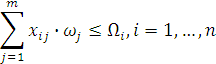 ∑_{j=1}^{m} x_{ij} · ω_j ≤ Ω_i, i = 1, …, n